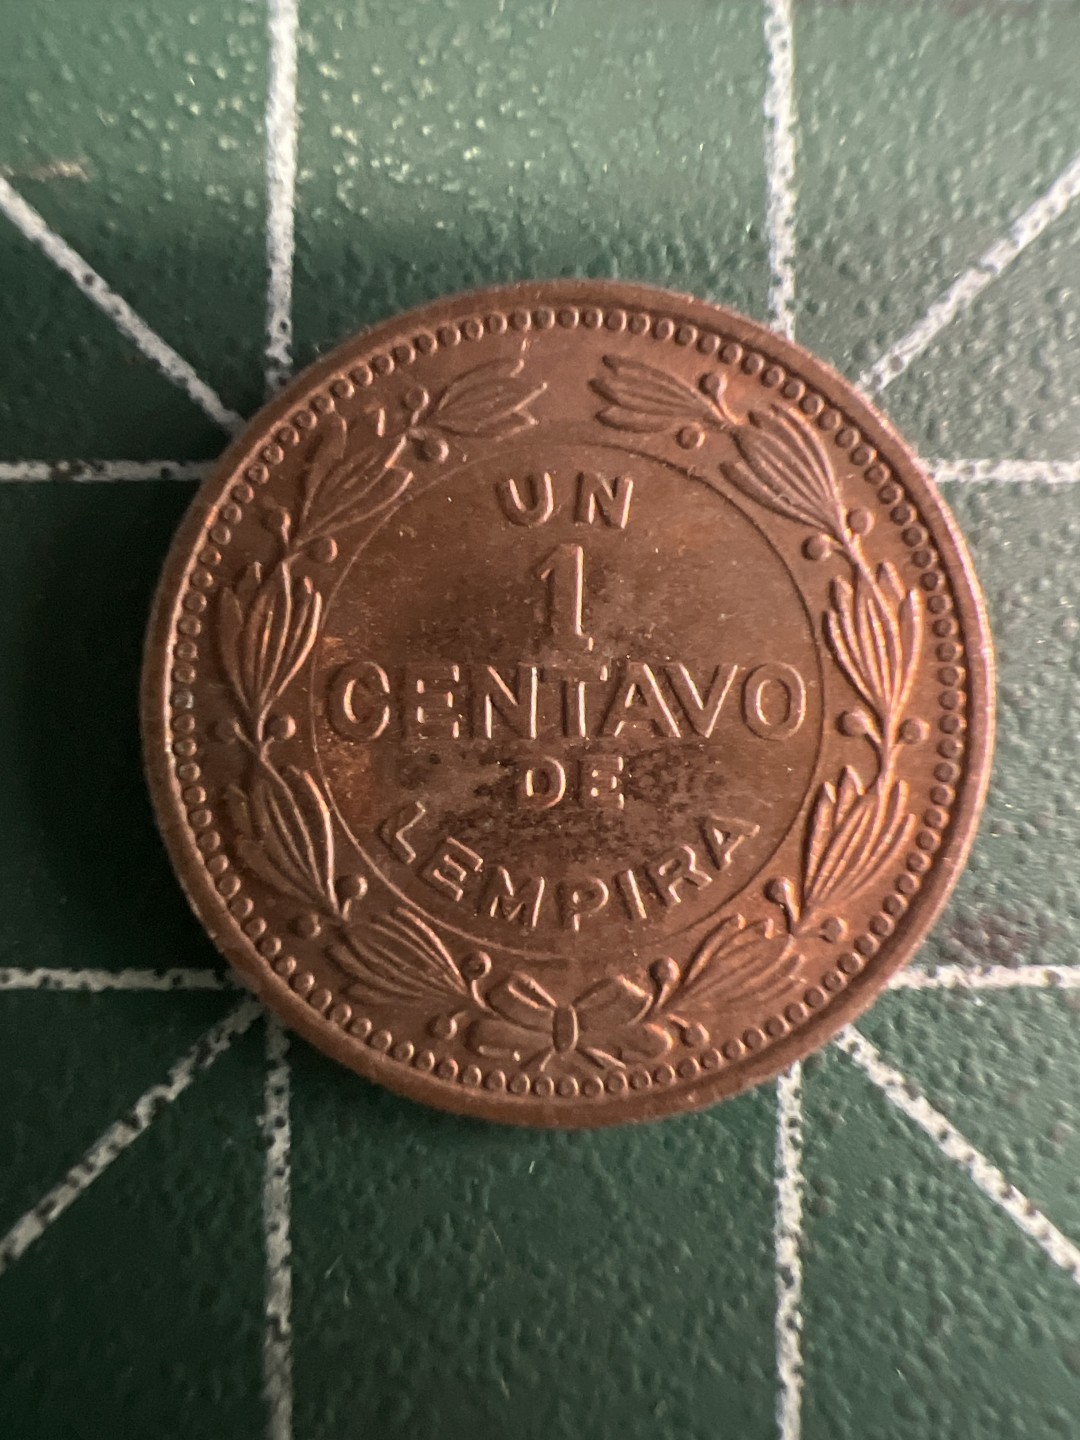 UN
1
CENTAVO
DE
LEMPIRA